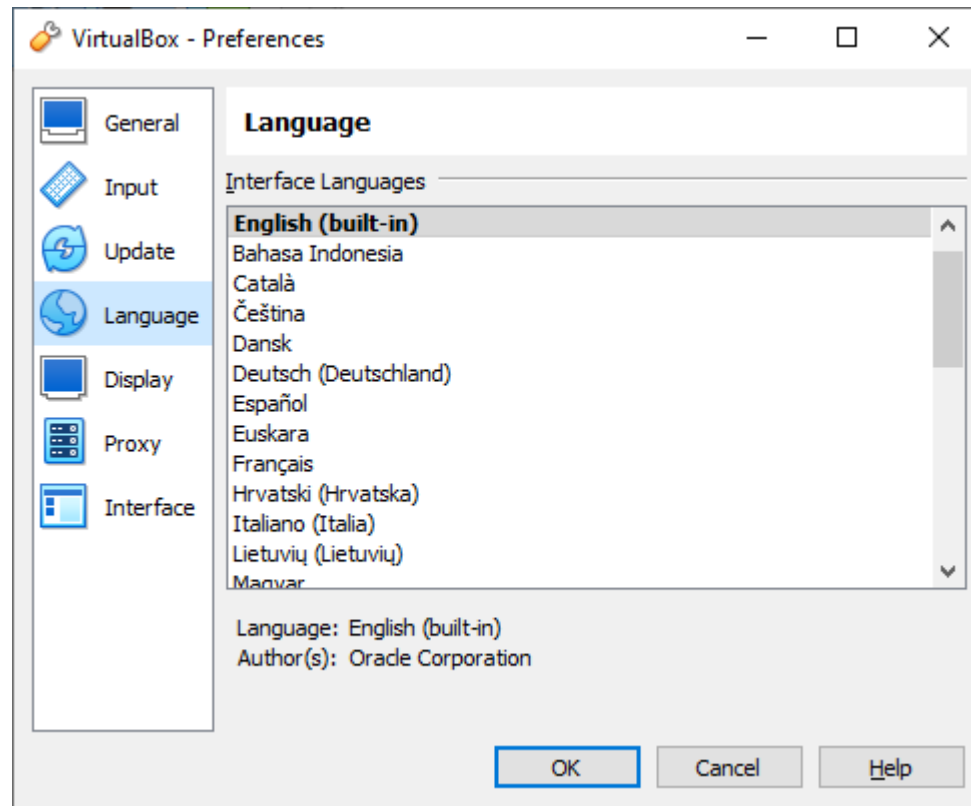 VirtualBox - Preferences
General
Input
Update
Language
Display
Proxy
Interface
Language
Interface Languages
English (built-in)
Bahasa Indonesia
Català
Čeština
Dansk
Deutsch (Deutschland)
Español
Euskara
Français
Hrvatski (Hrvatska)
Italiano (Italia)
Lietuvių (Lietuvių)
Magyar
Language: English (built-in)
Author(s): Oracle Corporation
OK
Cancel
Help